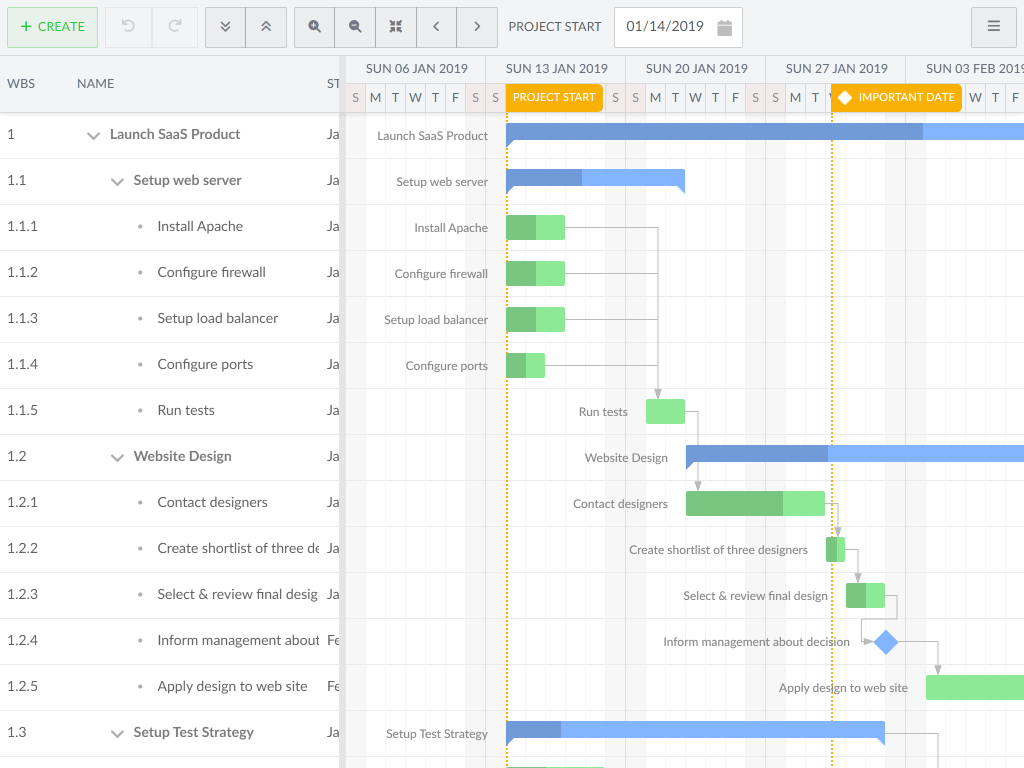 CREATE
PROJECT START
01/14/2019
WBS NAME ST
SUN 06 JAN 2019 SUN 13 JAN 2019 SUN 20 JAN 2019 SUN 27 JAN 2019 SUN 03 FEB 2019
S M T W T F S S PROJECT START S S M T W T F S S M T IMPORTANT DATE W T F
1 Launch SaaS Product Ja Launch SaaS Product
1.1 Setup web server Ja Setup web server
1.1.1 Install Apache Ja Install Apache
1.1.2 Configure firewall Ja Configure firewall
1.1.3 Setup load balancer Ja Setup load balancer
1.1.4 Configure ports Ja Configure ports
1.1.5 Run tests Ja Run tests
1.2 Website Design Ja Website Design
1.2.1 Contact designers Ja Contact designers
1.2.2 Create shortlist of three de Ja Create shortlist of three designers
1.2.3 Select & review final desig Ja Select & review final design
1.2.4 Inform management about Fe Inform management about decision
1.2.5 Apply design to web site Fe Apply design to web site
1.3 Setup Test Strategy Ja Setup Test Strategy